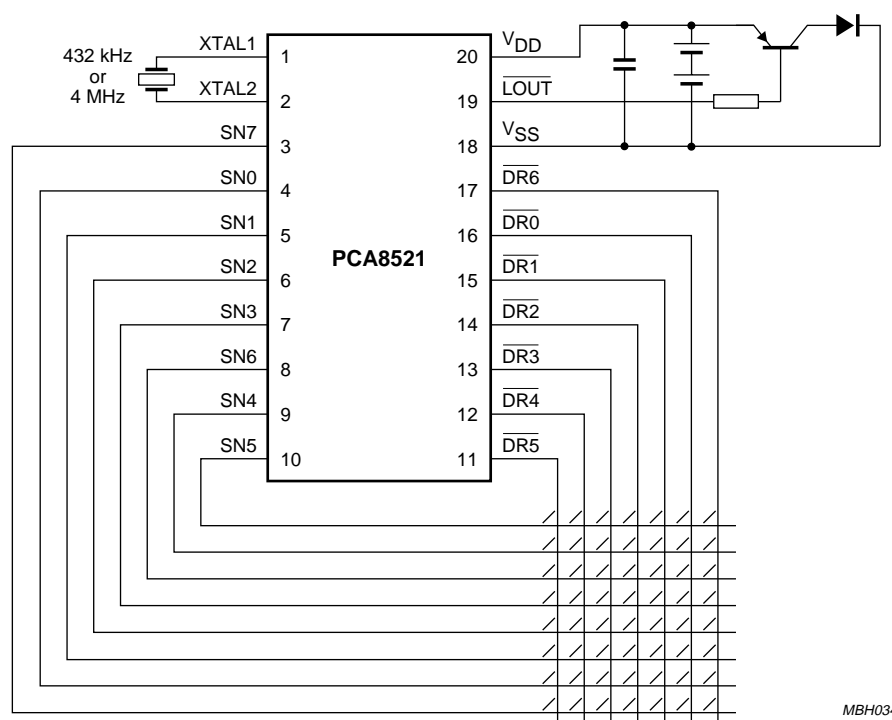 432 kHz
or
4 MHz
XTAL1
XTAL2
SN7
SN0
SN1
SN2
SN3
SN6
SN4
SN5
1
2
3
4
5
6
7
8
9
10
PCA8521
20
19
18
17
16
15
14
13
12
11
VDD
LOUT
VSS
DR6
DR0
DR1
DR2
DR3
DR4
DR5